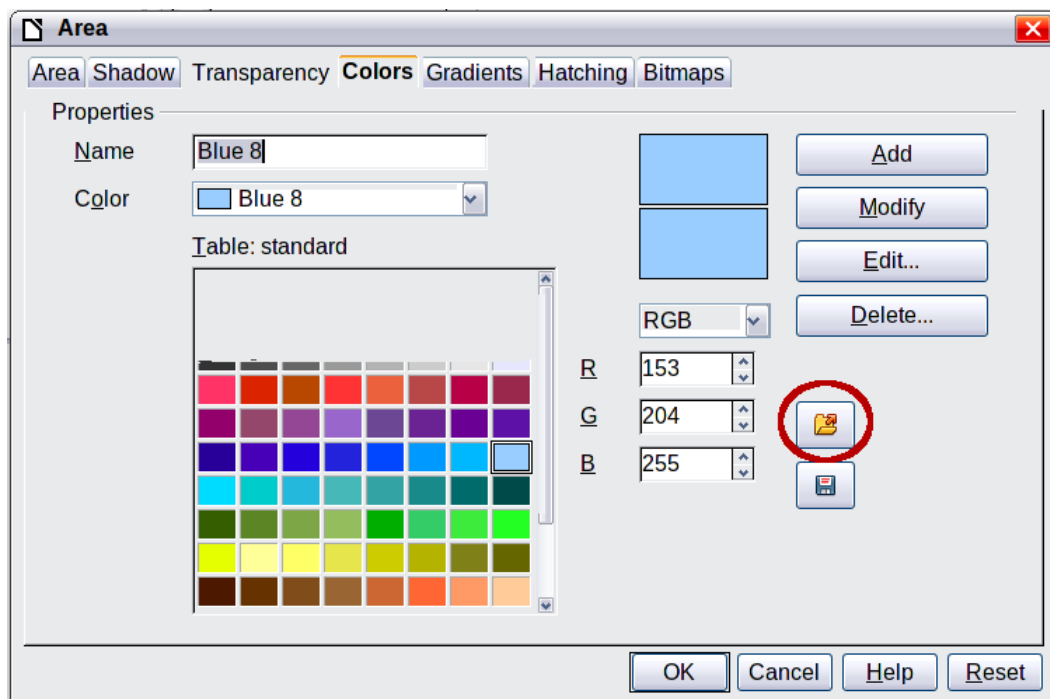 Area
Area Shadow Transparency Colors Gradients Hatching Bitmaps
Properties
Name Blue 8 Add
Color Blue 8 Modify
Table: standard Edit...
RGB Delete...
R 153
G 204
B 255
OK Cancel Help Reset